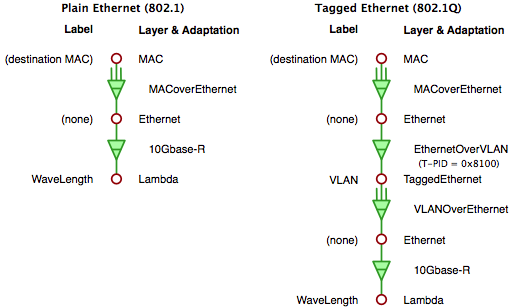 Plain Ethernet (802.1)
Label Layer & Adaptation
(destination MAC) MAC
MACoverEthernet
(none) Ethernet
10Gbase-R
WaveLength Lambda
Tagged Ethernet (802.1Q)
Label Layer & Adaptation
(destination MAC) MAC
MACoverEthernet
(none) Ethernet
EthernetOverVLAN
(T-PID = 0x8100)
VLAN TaggedEthernet
VLANOverEthernet
(none) Ethernet
10Gbase-R
WaveLength Lambda